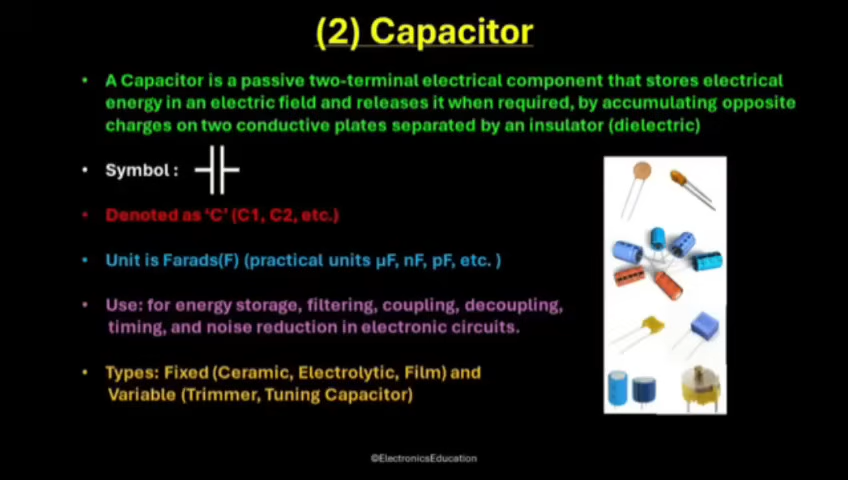 (2) Capacitor
• A Capacitor is a passive two-terminal electrical component that stores electrical
energy in an electric field and releases it when required, by accumulating opposite
charges on two conductive plates separated by an insulator (dielectric)
• Symbol :
• Denoted as ‘C’ (C1, C2, etc.)
• Unit is Farads(F) (practical units µF, nF, pF, etc. )
• Use: for energy storage, filtering, coupling, decoupling,
timing, and noise reduction in electronic circuits.
• Types: Fixed (Ceramic, Electrolytic, Film) and
Variable (Trimmer, Tuning Capacitor)
©ElectronicsEducation